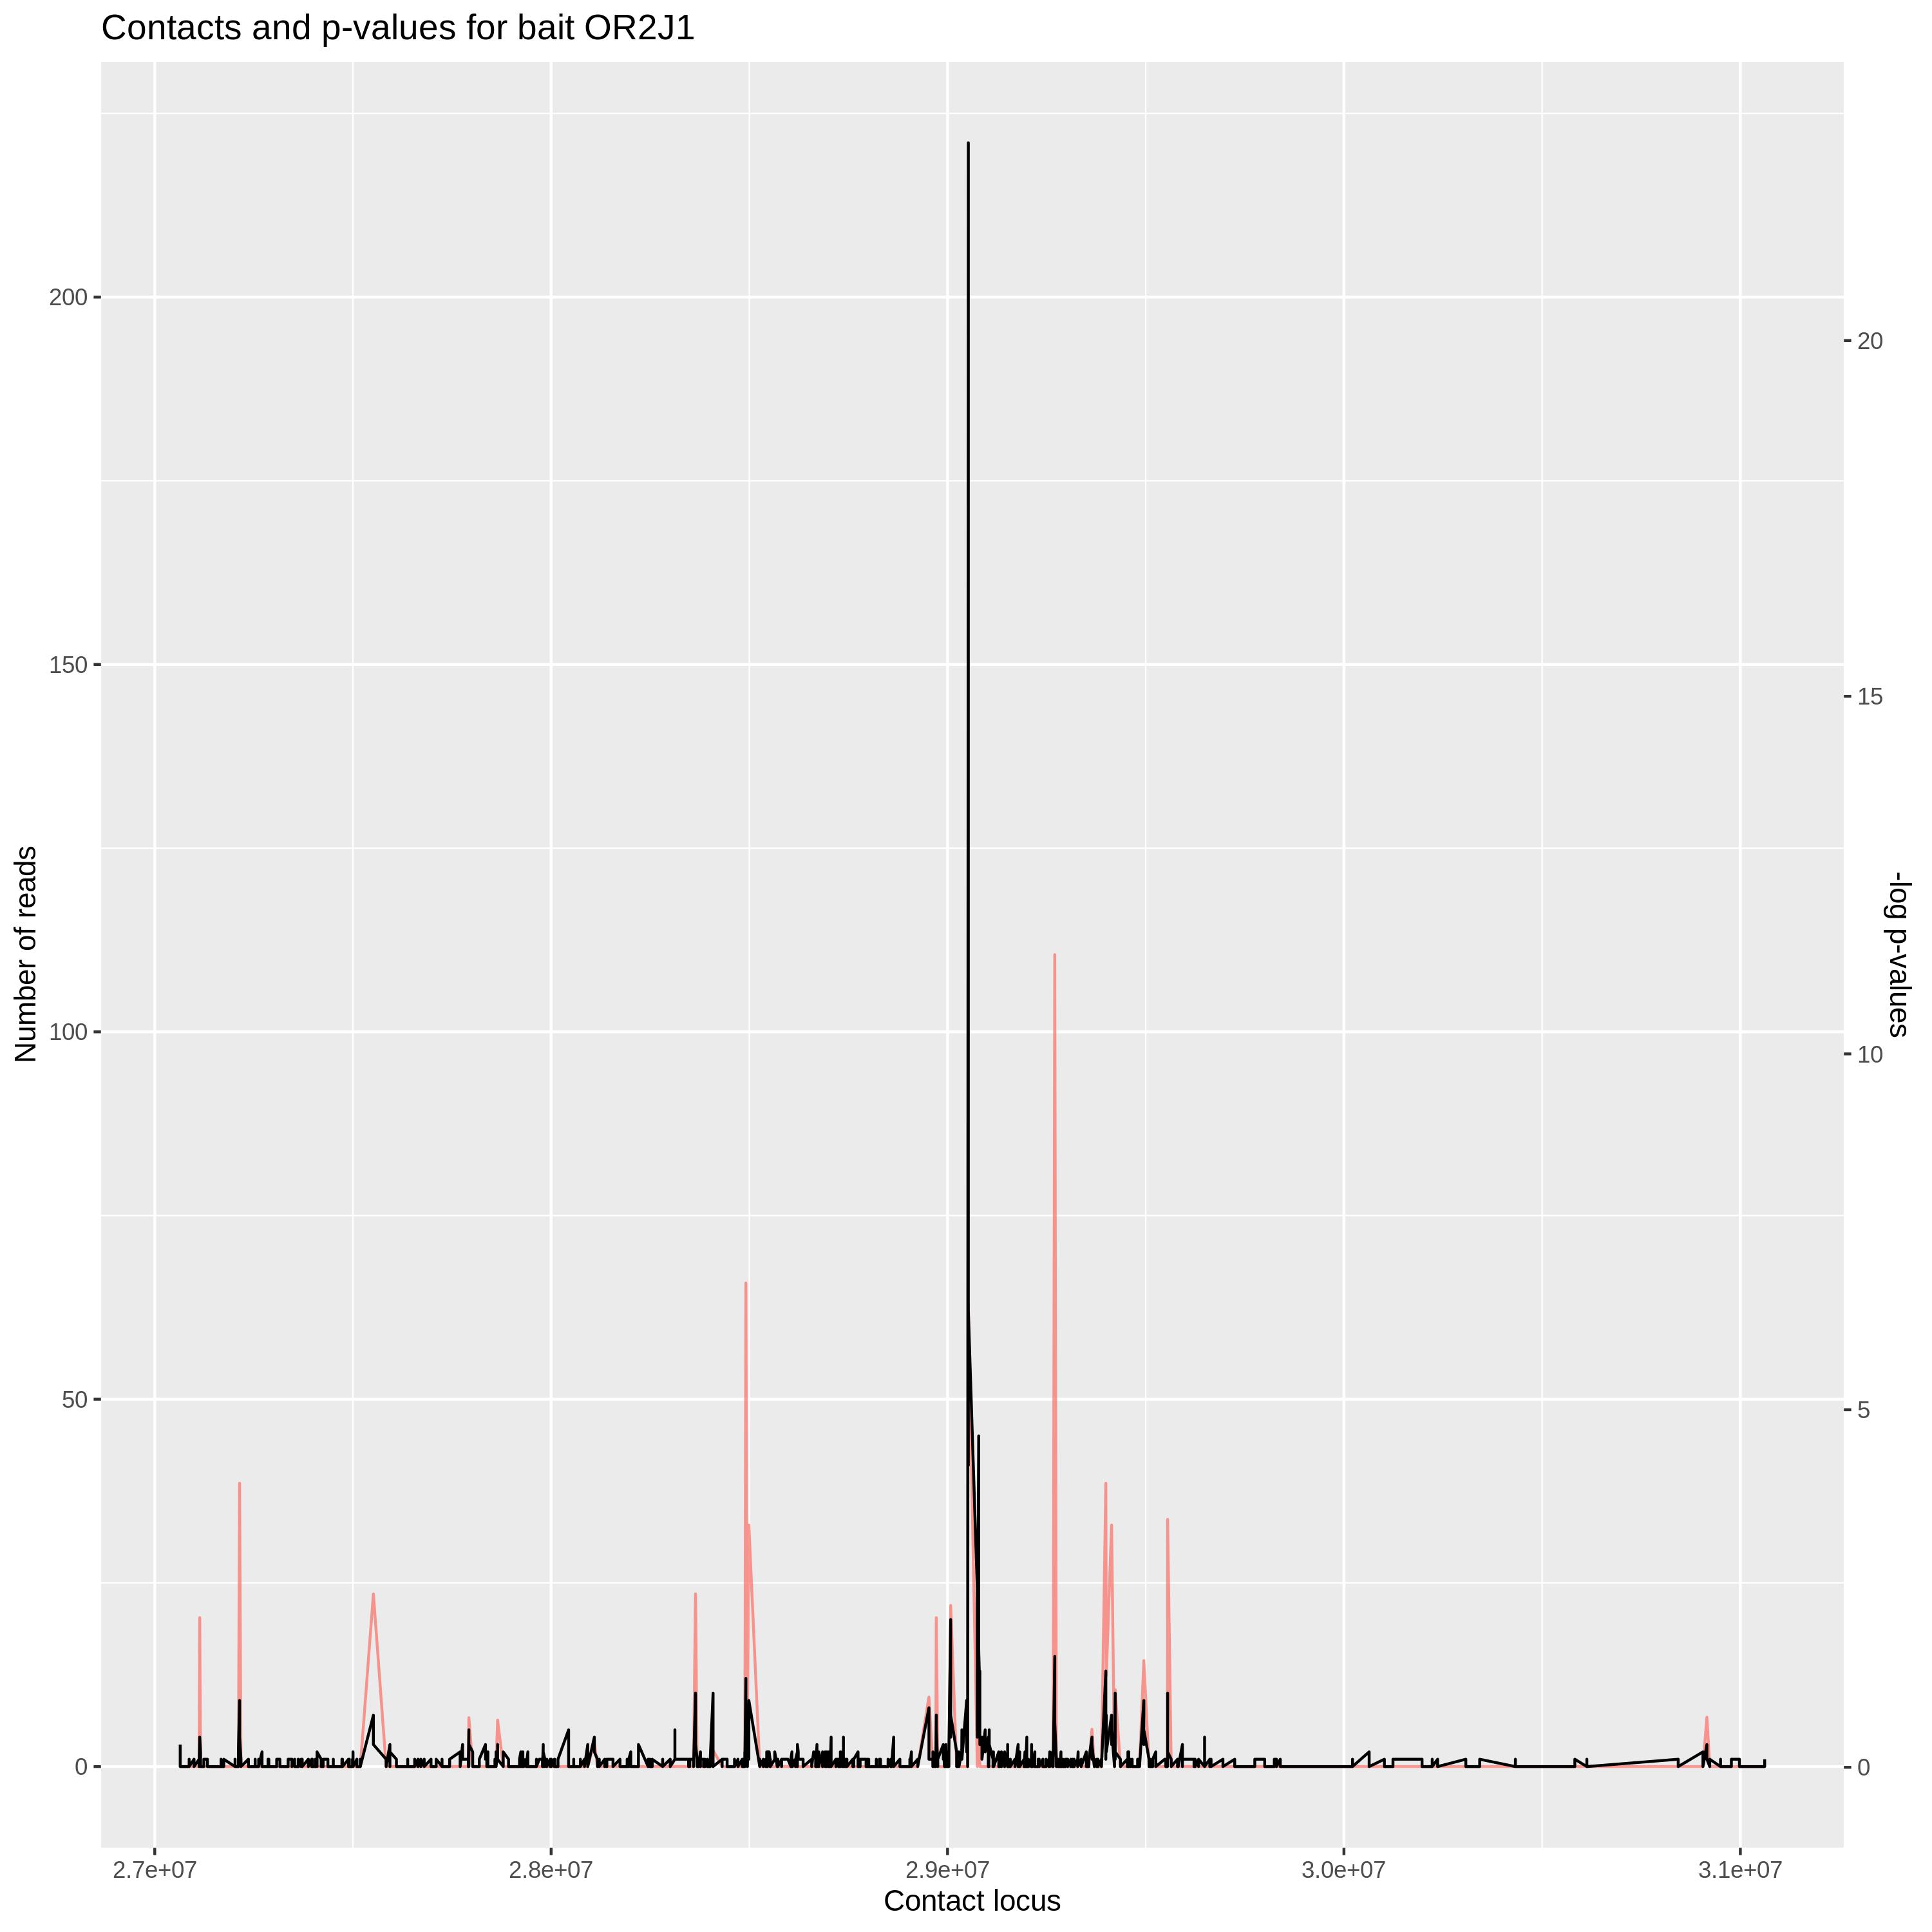 Contacts and p-values for bait OR2J1
200
150
100
50
0
20
15
10
5
0
Number of reads
-log p-values
2.7e+07
2.8e+07
2.9e+07
3.0e+07
3.1e+07
Contact locus